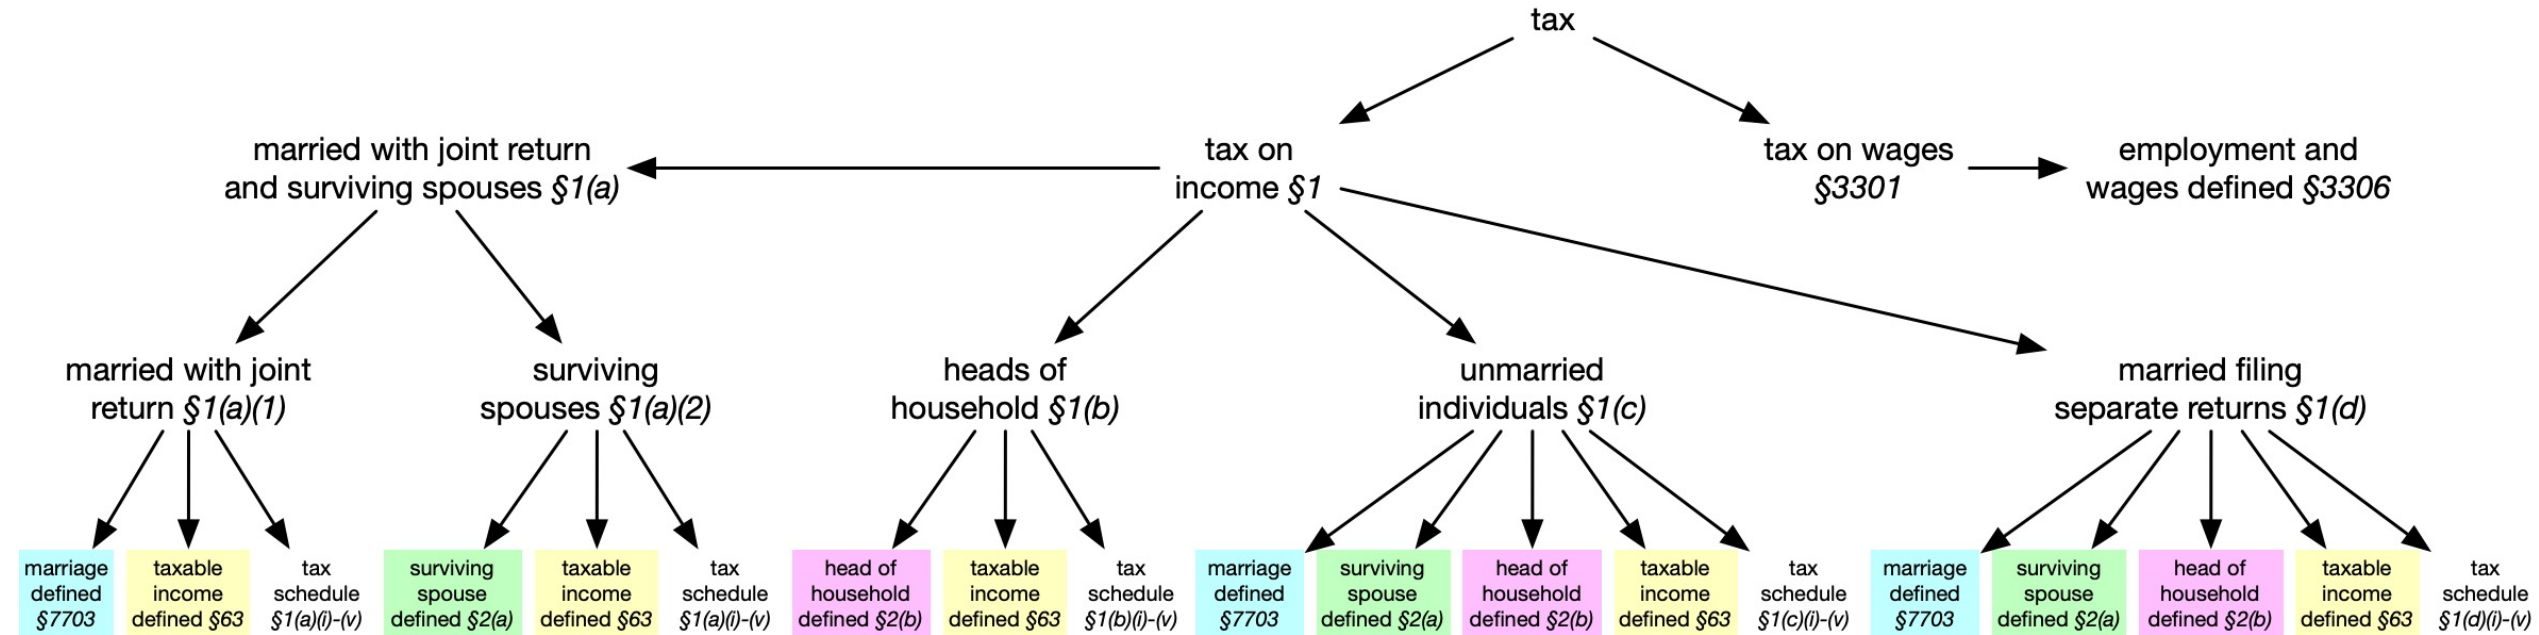 tax
married with joint return
and surviving spouses §1(a)
tax on
income §1
tax on wages
§3301
employment and
wages defined §3306
married with joint
return §1(a)(1)
surviving
spouses §1(a)(2)
heads of
household §1(b)
unmarried
individuals §1(c)
married filing
separate returns §1(d)
marriage
defined
§7703
taxable
income
defined §63
tax
schedule
§1(a)(i)-(v)
surviving
spouse
defined §2(a)
taxable
income
defined §63
tax
schedule
§1(a)(i)-(v)
head of
household
defined §2(b)
taxable
income
defined §63
tax
schedule
§1(b)(i)-(v)
marriage
defined
§7703
surviving
spouse
defined §2(a)
head of
household
defined §2(b)
taxable
income
defined §63
tax
schedule
§1(c)(i)-(v)
marriage
defined
§7703
surviving
spouse
defined §2(a)
head of
household
defined §2(b)
taxable
income
defined §63
tax
schedule
§1(d)(i)-(v)